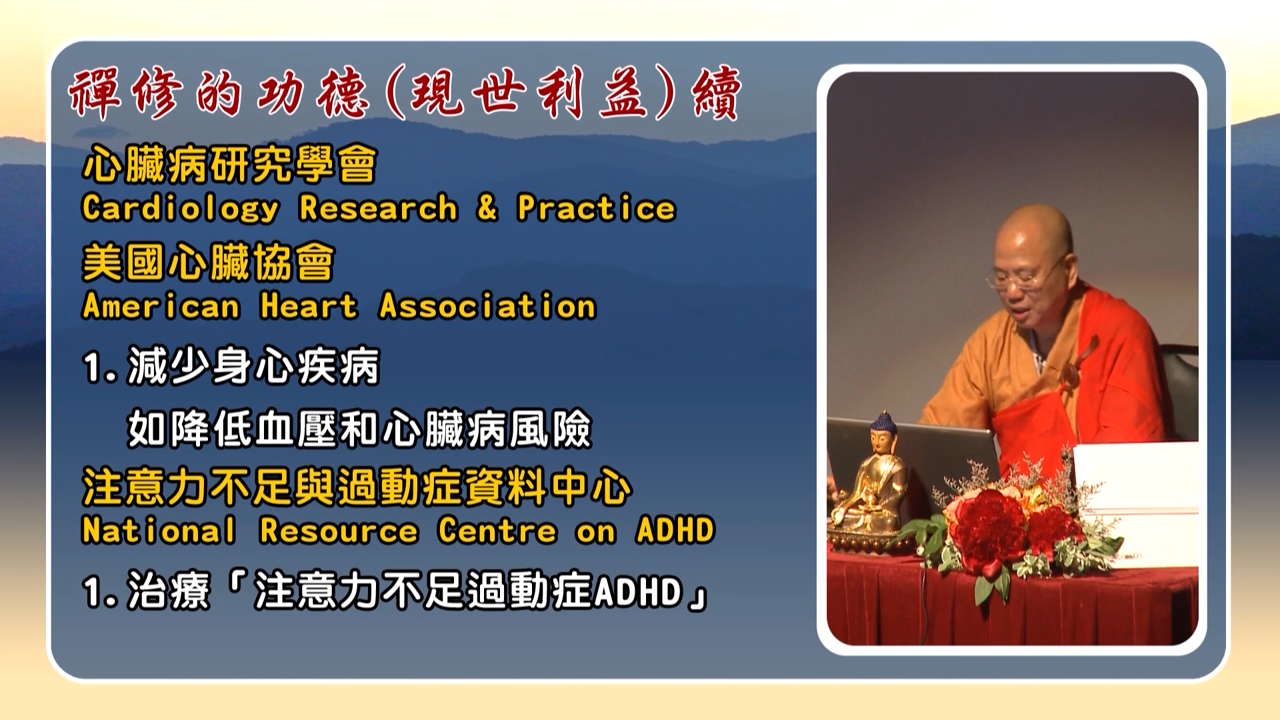 禪修的功德(現世利益)續
心臟病研究學會
Cardiology Research & Practice
美國心臟協會
American Heart Association
1.減少身心疾病
如降低血壓和心臟病風險
注意力不足與過動症資料中心
National Resource Centre on ADHD
1.治療「注意力不足過動症ADHD」